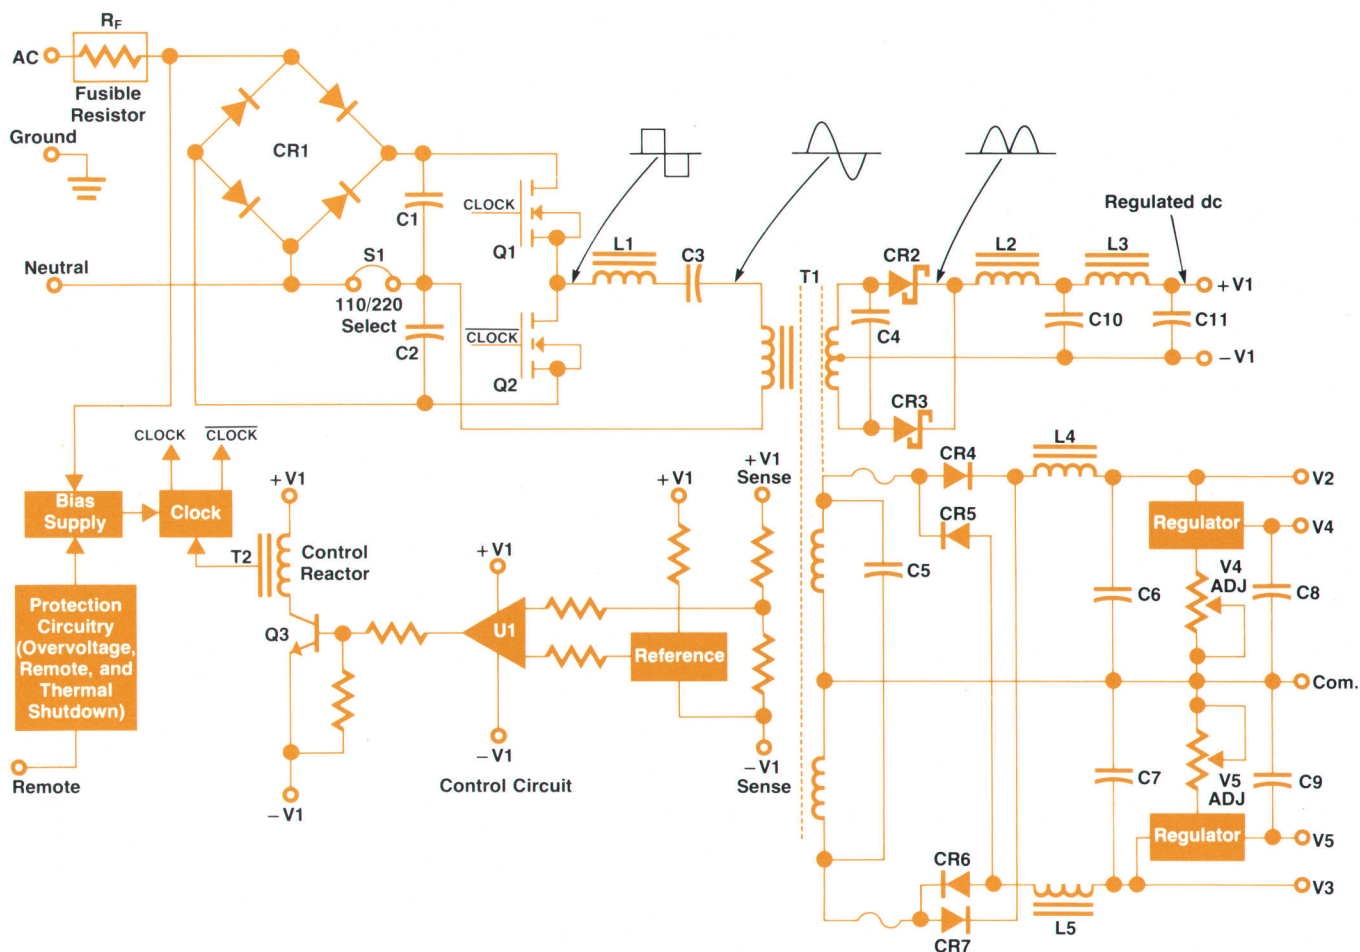 R_F
AC
Fusible
Resistor
Ground
CR1
Neutral
S1
110/220
Select
C1
C2
CLOCK
Q1
C̅L̅O̅C̅K̅
Q2
L1
C3
T1
CR2
C4
CR3
L2
L3
Regulated dc
+V1
C10
C11
−V1
CLOCK
C̅L̅O̅C̅K̅
Bias
Supply
Clock
+V1
T2
Control
Reactor
Q3
Protection
Circuitry
(Overvoltage,
Remote, and
Thermal
Shutdown)
Remote
−V1
+V1
U1
−V1
Control Circuit
+V1
Reference
+V1
Sense
−V1
Sense
CR4
CR5
C5
L4
V2
Regulator
V4
V4
ADJ
C6
C8
Com.
C7
V5
ADJ
C9
Regulator
V5
CR6
CR7
L5
V3